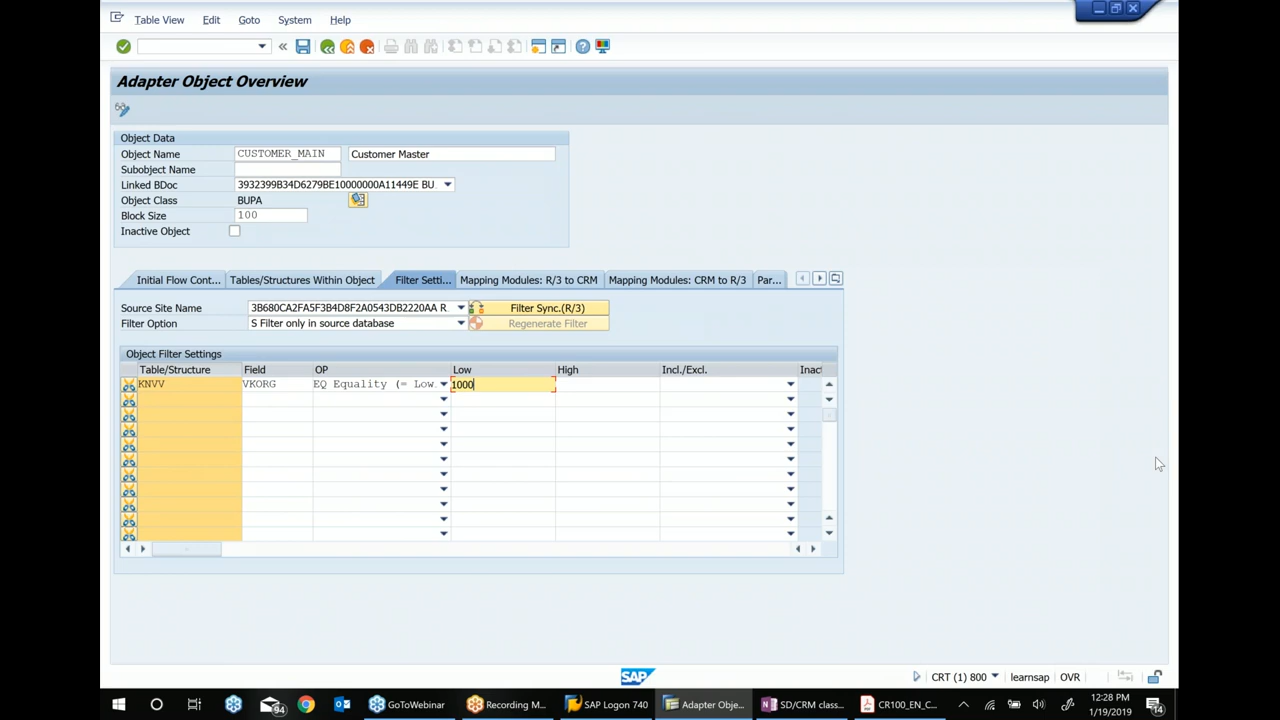 Table View Edit Goto System Help
Adapter Object Overview
Object Data
Object Name CUSTOMER_MAIN Customer Master
Subobject Name
Linked BDoc 3932399B34D6279BE10000000A11449E BU
Object Class BUPA
Block Size 100
Inactive Object
Initial Flow Cont... Tables/Structures Within Object Filter Setti... Mapping Modules: R/3 to CRM Mapping Modules: CRM to R/3 Par...
Source Site Name 3B680CA2FA5F3B4D8F2A0543DB2220AA R Filter Sync.(R/3)
Filter Option S Filter only in source database Regenerate Filter
Object Filter Settings
Table/Structure Field OP Low High Incl./Excl. Inact
KNVV VKORG EQ Equality (= Low. 1000
SAP CRT (1) 800 learnsap OVR
94 GoToWebinar Recording M... SAP Logon 740 Adapter Obje... SD/CRM class... CR100_EN_C... 12:28 PM
1/19/2019 14